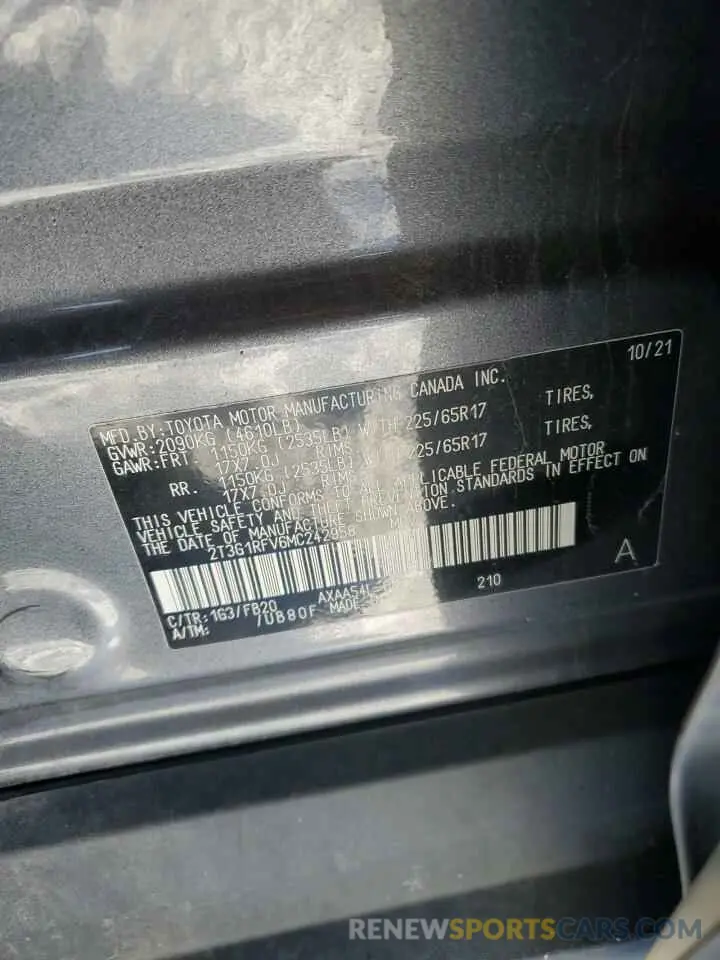 10/21
MFD.BY:TOYOTA MOTOR MANUFACTURING CANADA INC.
GVWR:2090KG (4610LB)
GAWR:FRT 1150KG (2535LB) WITH 225/65R17 TIRES,
17X7.0J RIMS
RR. 1150KG (2535LB) WITH 225/65R17 TIRES,
17X7.0J RIMS
THIS VEHICLE CONFORMS TO ALL APPLICABLE FEDERAL MOTOR
VEHICLE SAFETY AND THEFT PREVENTION STANDARDS IN EFFECT ON
THE DATE OF MANUFACTURE SHOWN ABOVE.
2T3G1RFV6MC242958
C/TR:1G3/FB20 210 A
A/TM: /UB80F MADE
RENEWSPORTSCARS.COM